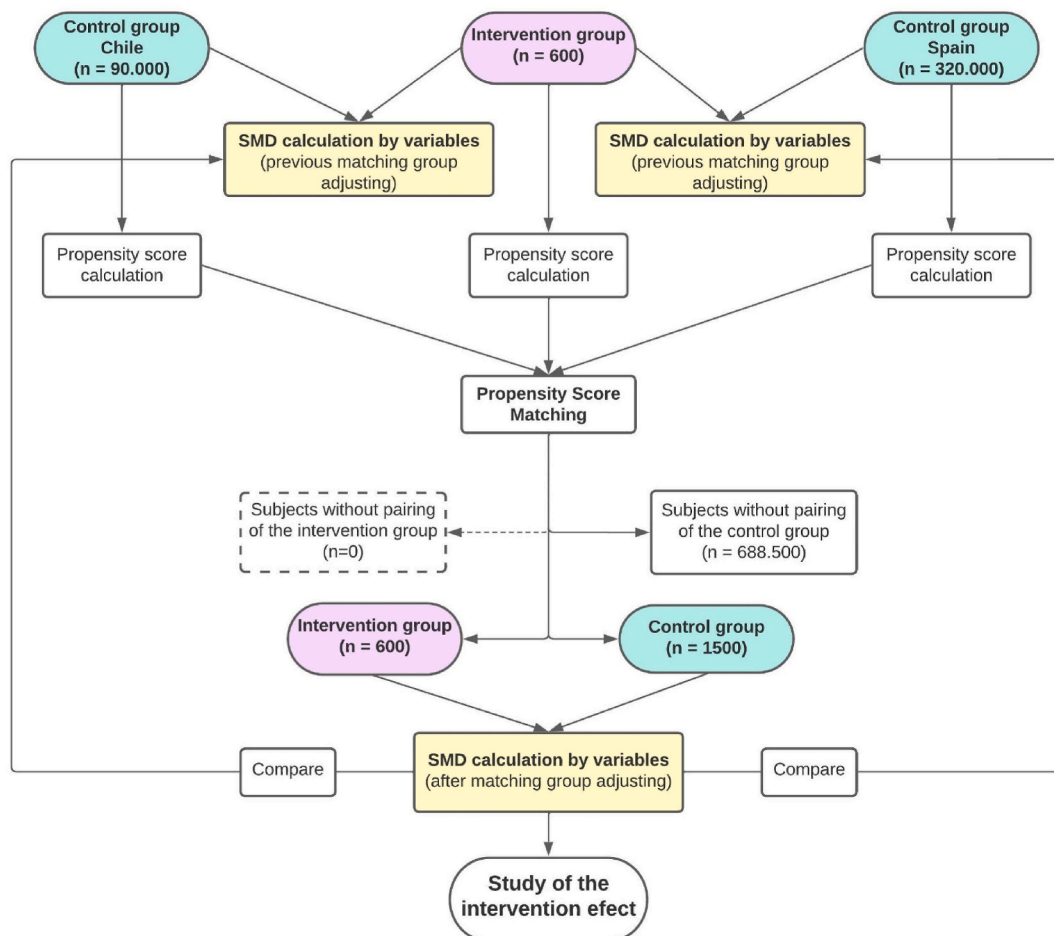 Control group
Chile
(n = 90.000)
Intervention group
(n = 600)
Control group
Spain
(n = 320.000)
SMD calculation by variables
(previous matching group
adjusting)
SMD calculation by variables
(previous matching group
adjusting)
Propensity score
calculation
Propensity score
calculation
Propensity score
calculation
Propensity Score
Matching
Subjects without pairing
of the intervention group
(n=0)
Subjects without pairing
of the control group
(n = 688.500)
Intervention group
(n = 600)
Control group
(n = 1500)
Compare
SMD calculation by variables
(after matching group adjusting)
Compare
Study of the
intervention efect